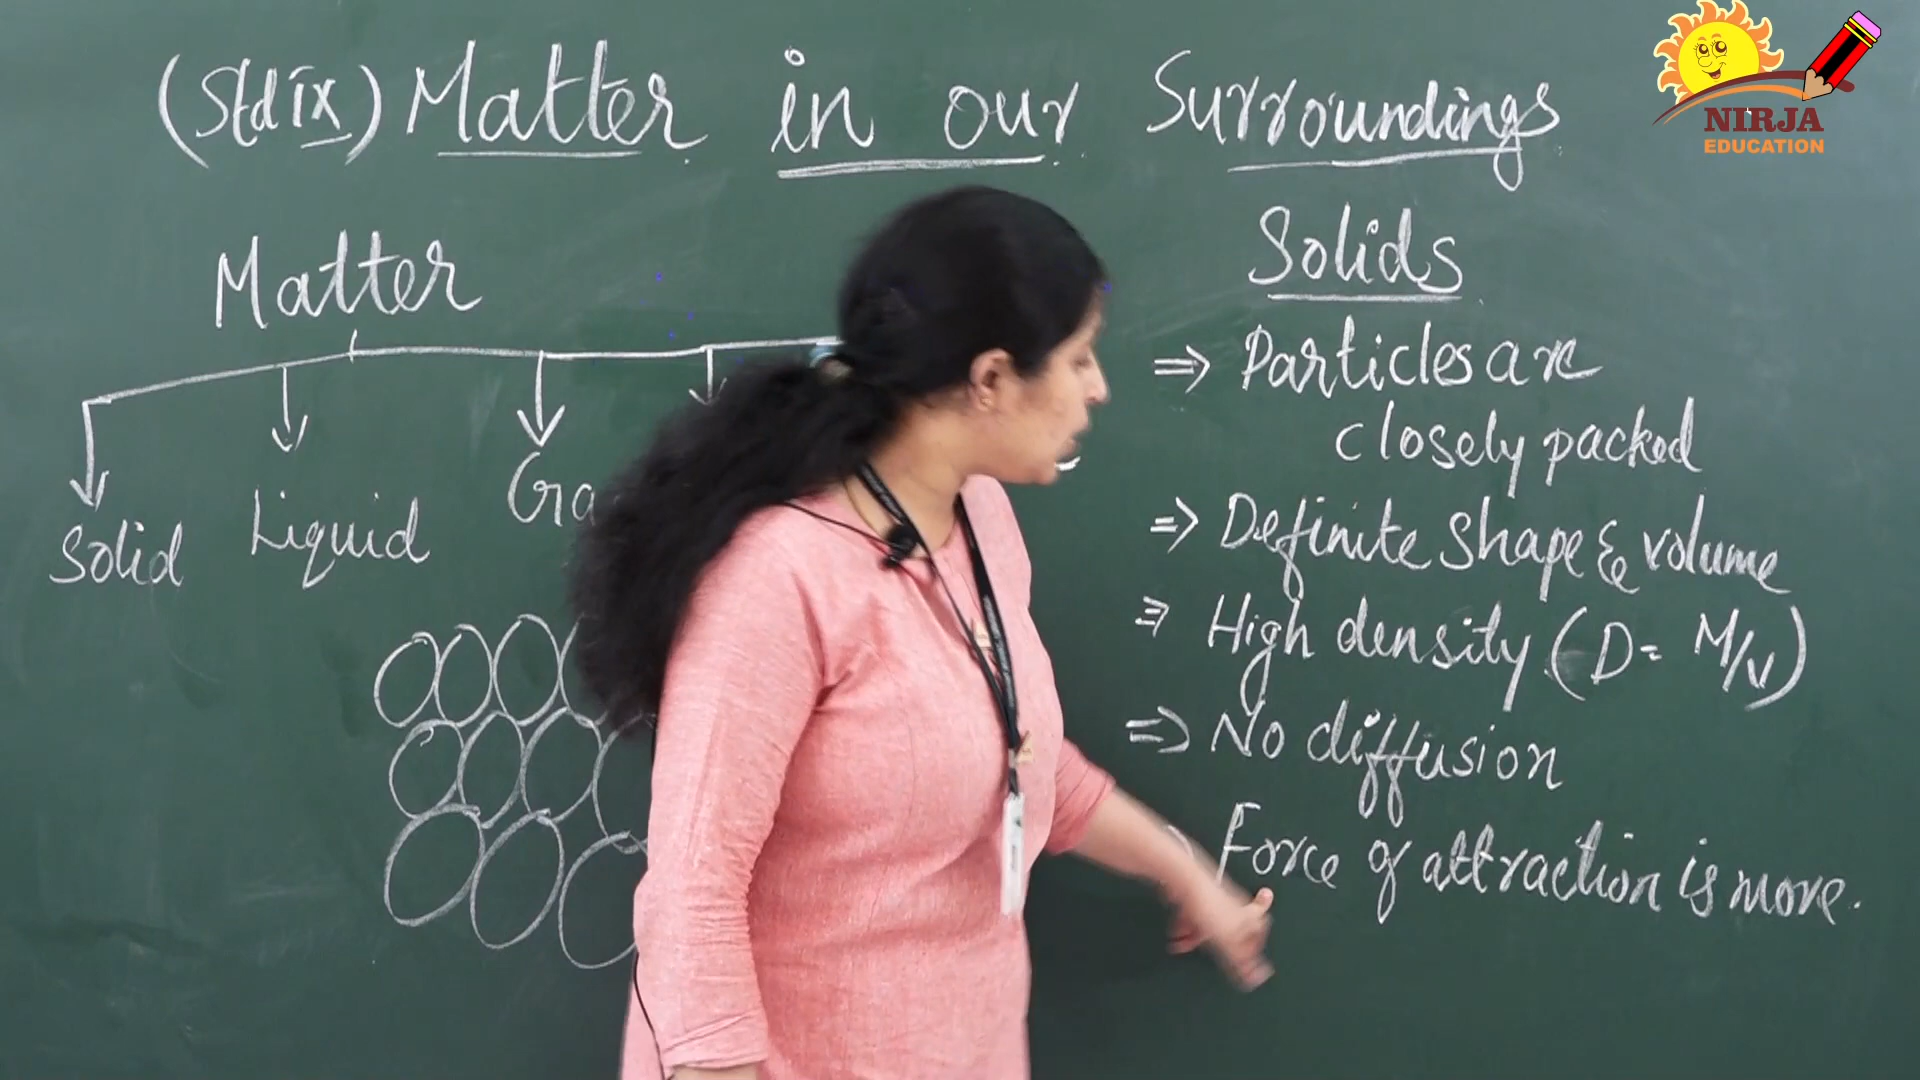 (Std IX) Matter in our Surroundings
NIRJA
EDUCATION
Matter
Solid Liquid Ga
Solids
⇒ Particles are
closely packed
⇒ Definite shape & volume
⇒ High density (D = M/V)
⇒ No diffusion
Force of attraction is more.